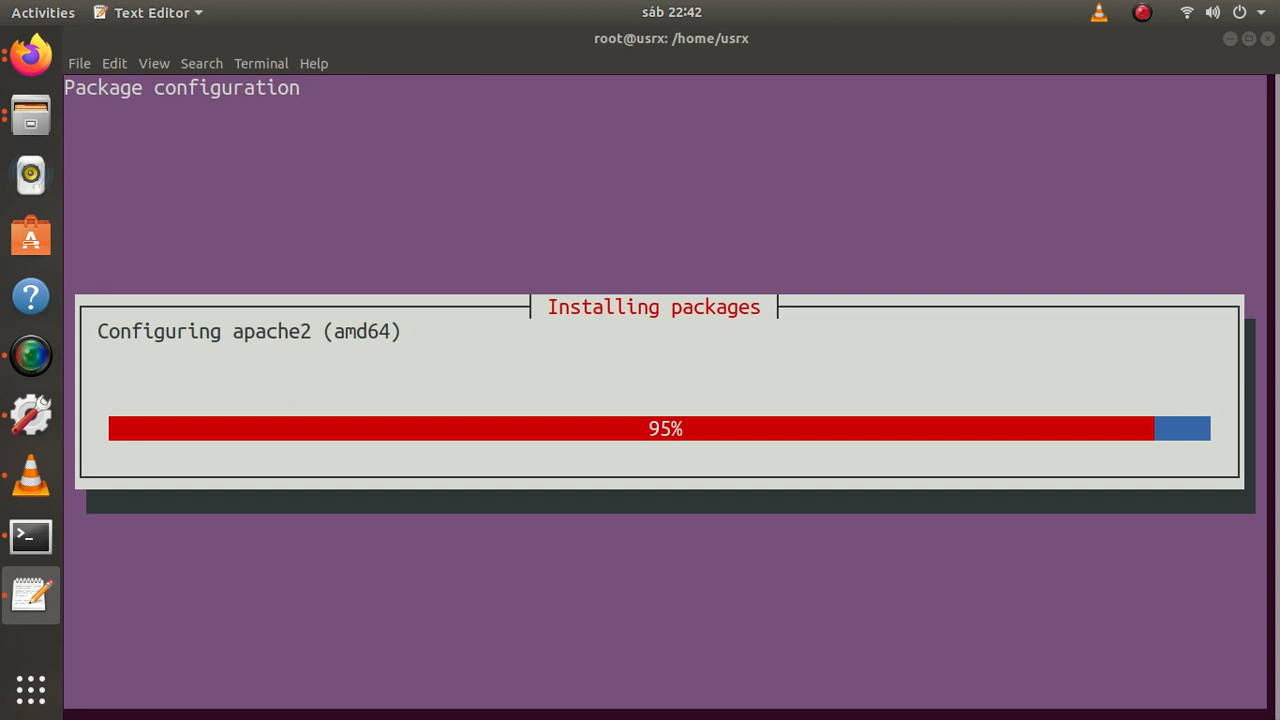 Activities Text Editor sáb 22:42
root@usrx: /home/usrx
File Edit View Search Terminal Help
Package configuration
Installing packages
Configuring apache2 (amd64)
95%